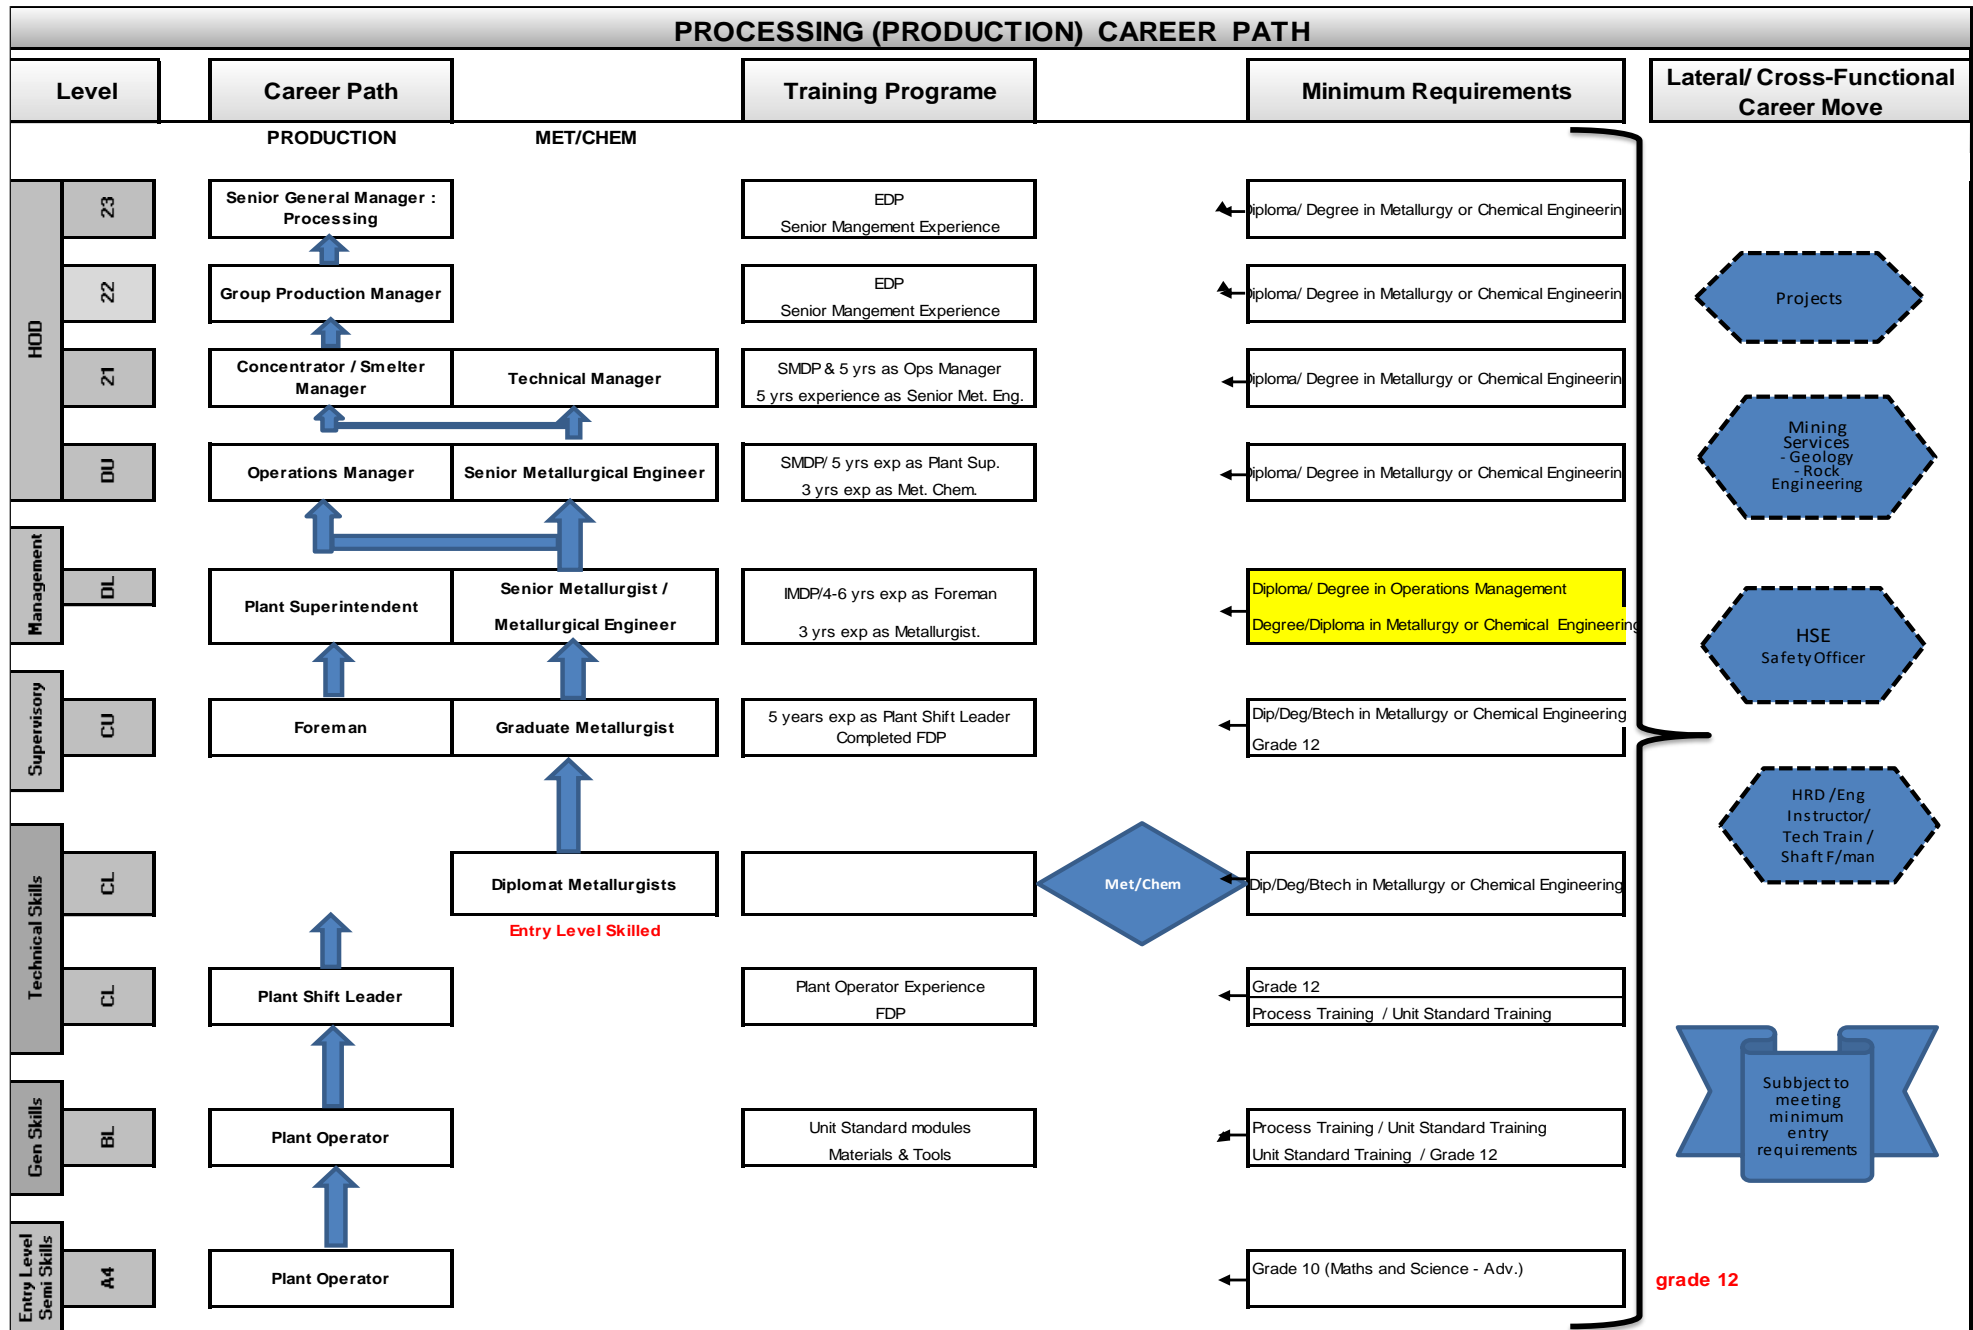 PROCESSING (PRODUCTION) CAREER PATH
Level
Career Path
Training Programe
Minimum Requirements
Lateral/ Cross-Functional
Career Move
PRODUCTION
MET/CHEM
HOD
23
Senior General Manager :
Processing
EDP
Senior Mangement Experience
iploma/ Degree in Metallurgy or Chemical Engineerin
22
Group Production Manager
EDP
Senior Mangement Experience
iploma/ Degree in Metallurgy or Chemical Engineerin
Projects
21
Concentrator / Smelter
Manager
Technical Manager
SMDP & 5 yrs as Ops Manager
5 yrs experience as Senior Met. Eng.
iploma/ Degree in Metallurgy or Chemical Engineerin
Mining
Services
- Geology
- Rock
Engineering
DU
Operations Manager
Senior Metallurgical Engineer
SMDP/ 5 yrs exp as Plant Sup.
3 yrs exp as Met. Chem.
iploma/ Degree in Metallurgy or Chemical Engineerin
Management
DL
Plant Superintendent
Senior Metallurgist /
Metallurgical Engineer
IMDP/4-6 yrs exp as Foreman
3 yrs exp as Metallurgist.
Diploma/ Degree in Operations Management
Degree/Diploma in Metallurgy or Chemical Engineering
HSE
Safety Officer
Supervisory
CU
Foreman
Graduate Metallurgist
5 years exp as Plant Shift Leader
Completed FDP
Dip/Deg/Btech in Metallurgy or Chemical Engineering
Grade 12
HRD /Eng
Instructor/
Tech Train /
Shaft F/man
Technical Skills
CL
Diplomat Metallurgists
Entry Level Skilled
Met/Chem
Dip/Deg/Btech in Metallurgy or Chemical Engineering
CL
Plant Shift Leader
Plant Operator Experience
FDP
Grade 12
Process Training / Unit Standard Training
Subbject to
meeting
minimum
entry
requirements
Gen Skills
BL
Plant Operator
Unit Standard modules
Materials & Tools
Process Training / Unit Standard Training
Unit Standard Training / Grade 12
Entry Level
Semi Skills
A4
Plant Operator
Grade 10 (Maths and Science - Adv.)
grade 12